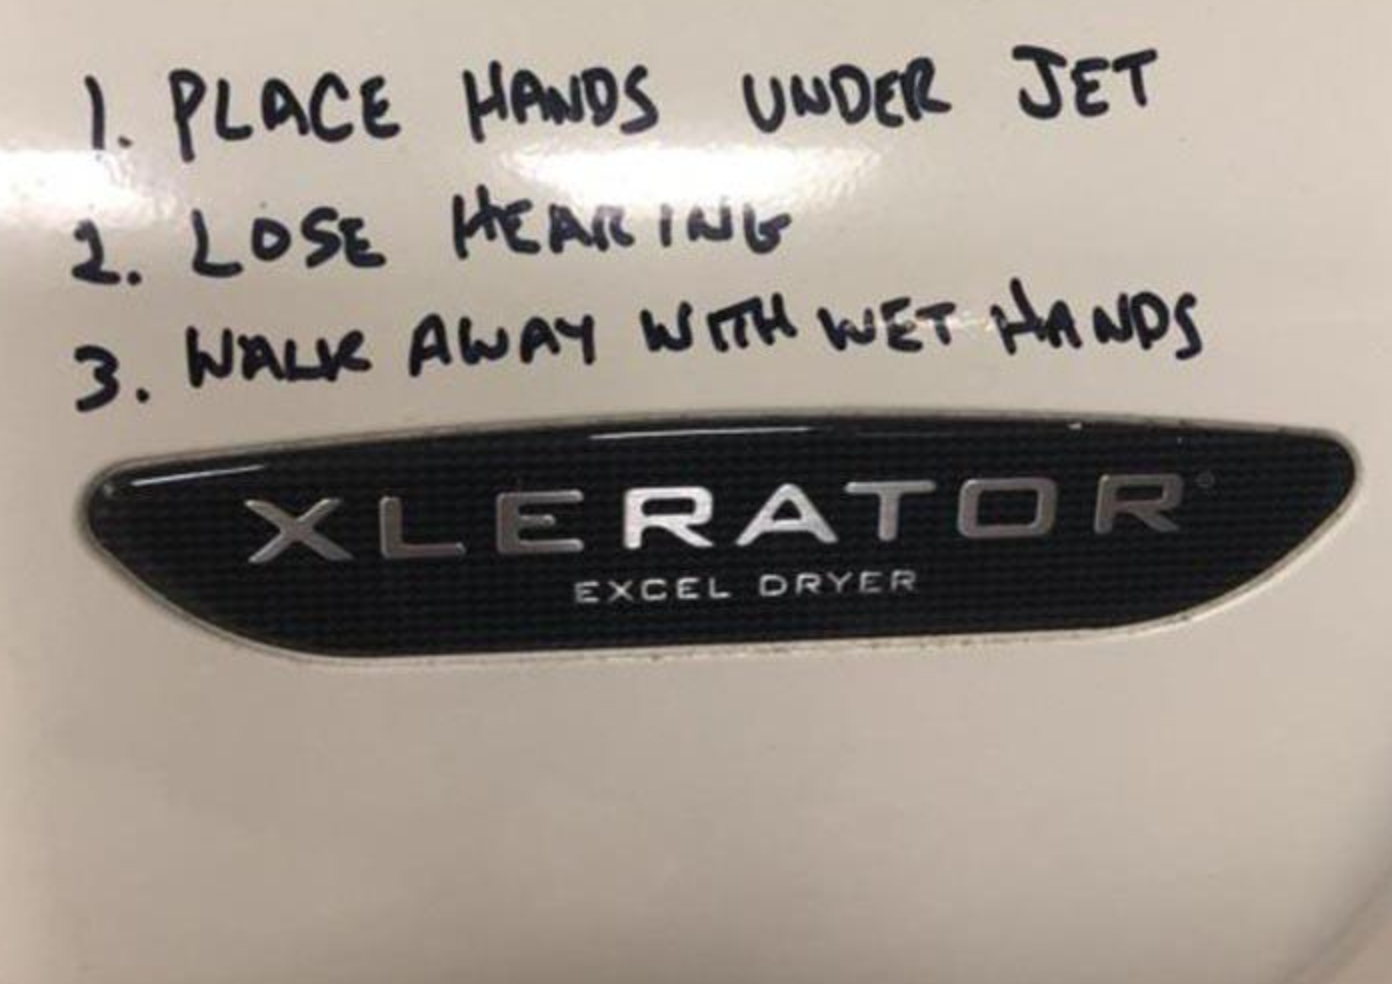 1. PLACE HANDS UNDER JET
2. LOSE HEARING
3. WALK AWAY WITH WET HANDS
XLERATOR®
EXCEL DRYER